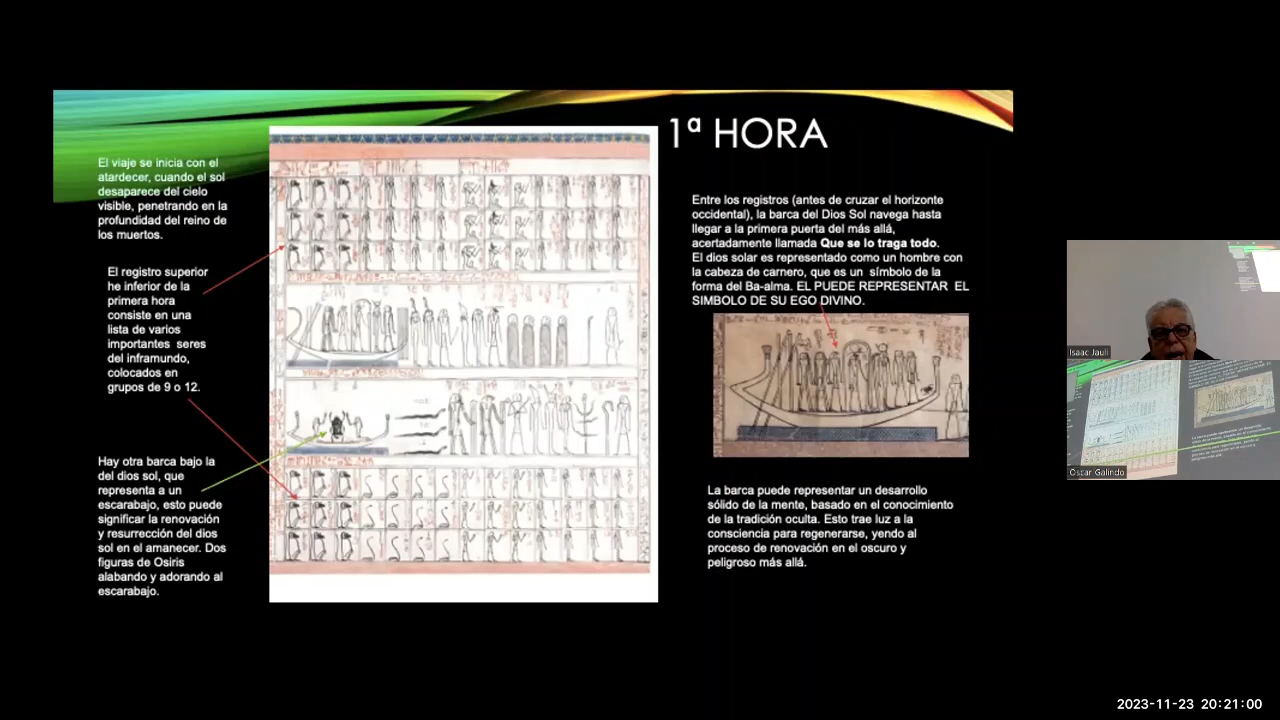 1ª HORA
El viaje se inicia con el
atardecer, cuando el sol
desaparece del cielo
visible, penetrando en la
profundidad del reino de
los muertos.
El registro superior
he inferior de la
primera hora
consiste en una
lista de varios
importantes seres
del inframundo,
colocados en
grupos de 9 o 12.
Hay otra barca bajo la
del dios sol, que
representa a un
escarabajo, esto puede
significar la renovación
y resurrección del dios
sol en el amanecer. Dos
figuras de Osiris
alabando y adorando al
escarabajo.
Entre los registros (antes de cruzar el horizonte
occidental), la barca del Dios Sol navega hasta
llegar a la primera puerta del más allá,
acertadamente llamada Que se lo traga todo.
El dios solar es representado como un hombre con
la cabeza de carnero, que es un símbolo de la
forma del Ba-alma. EL PUEDE REPRESENTAR EL
SIMBOLO DE SU EGO DIVINO.
La barca puede representar un desarrollo
sólido de la mente, basado en el conocimiento
de la tradición oculta. Esto trae luz a la
consciencia para regenerarse, yendo al
proceso de renovación en el oscuro y
peligroso más allá.
Isaac Jauli
Oscar Galindo
2023-11-23 20:21:00